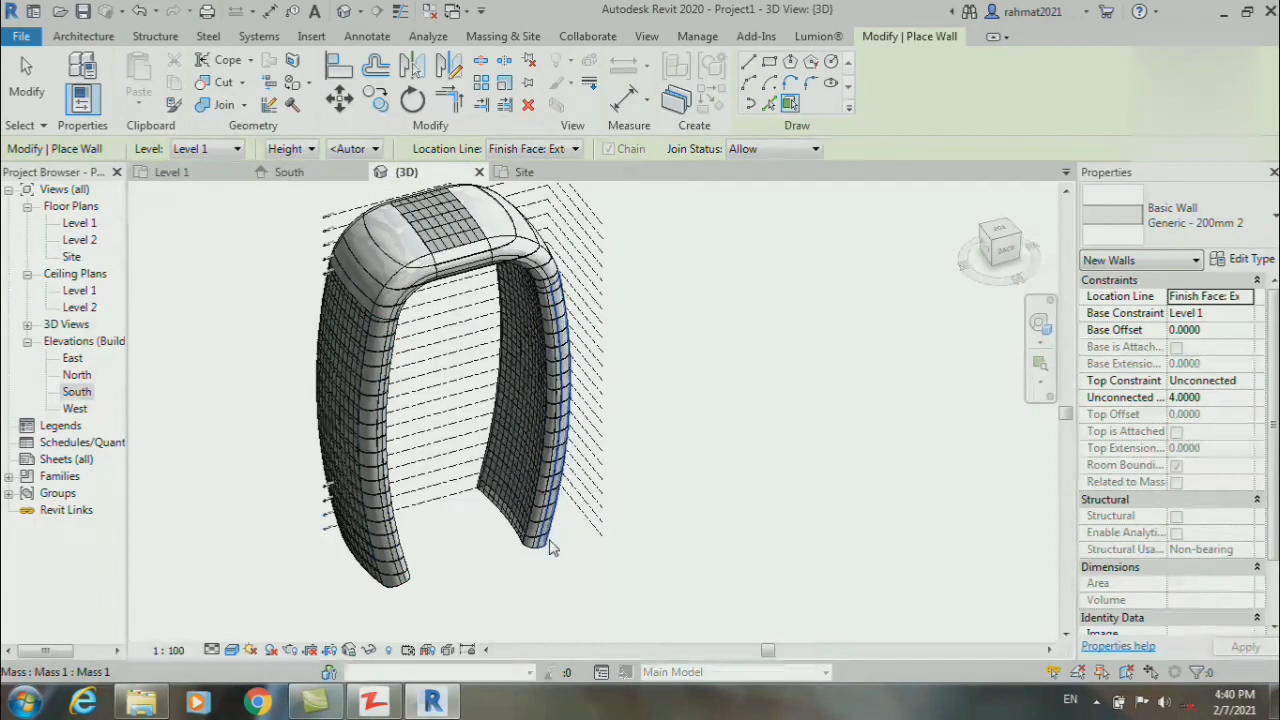 Autodesk Revit 2020 - Project1 - 3D View: {3D}
rahmat2021
File Architecture Structure Steel Systems Insert Annotate Analyze Massing & Site Collaborate View Manage Add-Ins Lumion® Modify | Place Wall
Modify
Paste
Cope
Cut
Join
Select Properties Clipboard Geometry Modify View Measure Create Draw
Modify | Place Wall Level: Level 1 Height <Autor Location Line: Finish Face: Ext Chain Join Status: Allow
Project Browser - P...
Level 1 South {3D} Site
Properties
Views (all)
Floor Plans
Level 1
Level 2
Site
Ceiling Plans
Level 1
Level 2
3D Views
Elevations (Build
East
North
South
West
Legends
Schedules/Quant
Sheets (all)
Families
Groups
Revit Links
BACK
Basic Wall
Generic - 200mm 2
New Walls Edit Type
Constraints
Location Line Finish Face: Ex
Base Constraint Level 1
Base Offset 0.0000
Base is Attach...
Base Extensio... 0.0000
Top Constraint Unconnected
Unconnected ... 4.0000
Top Offset 0.0000
Top is Attached
Top Extension... 0.0000
Room Boundi...
Related to Mass
Structural
Structural
Enable Analyti...
Structural Usa... Non-bearing
Dimensions
Area
Volume
Identity Data
Image
Properties help Apply
1 : 100
Mass : Mass 1 : Mass 1
:0
Main Model
:0
EN
4:40 PM
2/7/2021